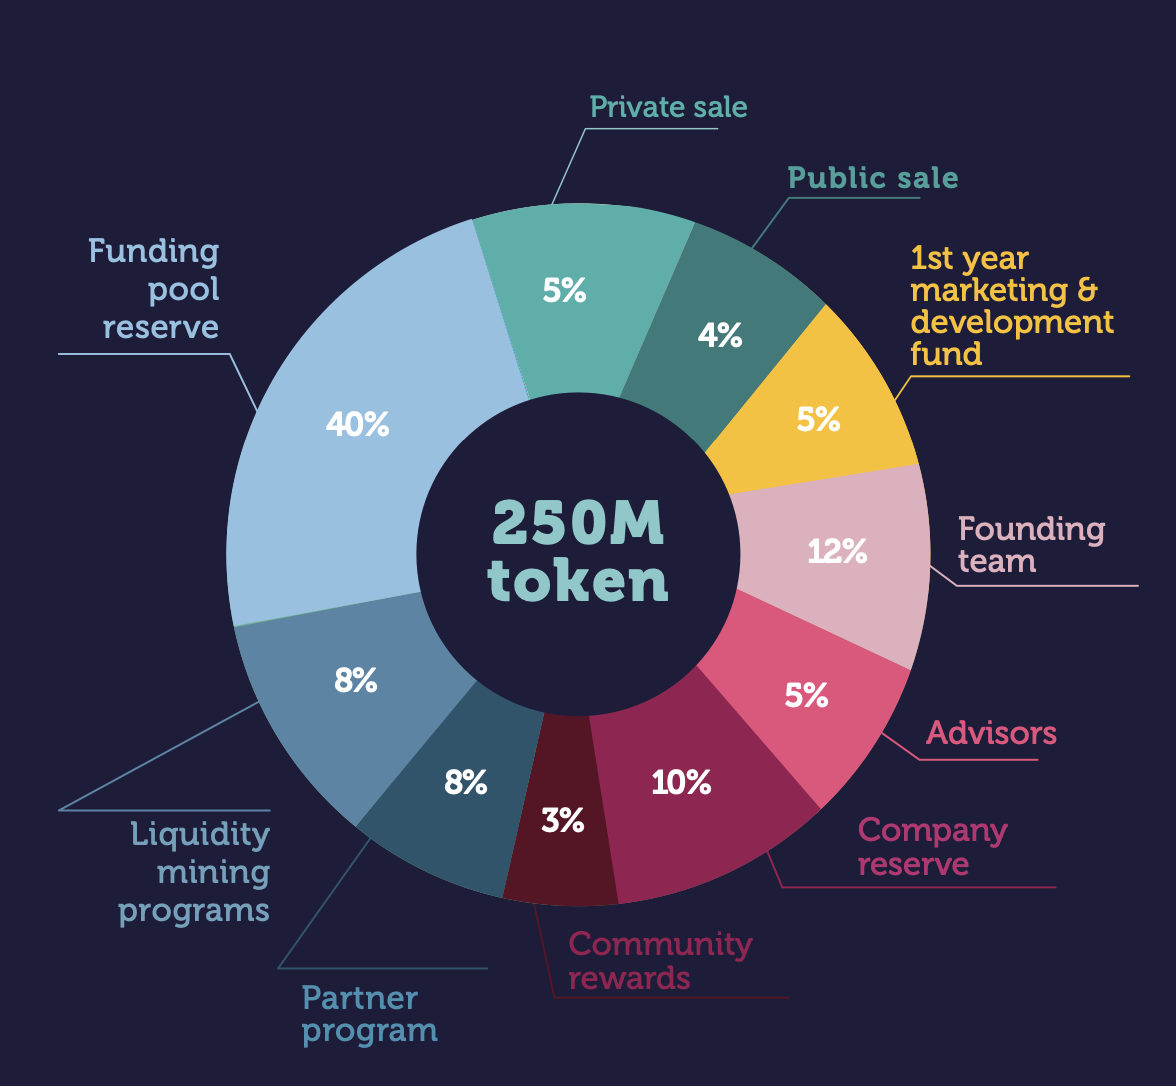 Private sale
Public sale
1st year
marketing &
development
fund
Funding
pool
reserve
5%
4%
5%
40%
250M
token
12%
Founding
team
8%
5%
Advisors
8%
3%
10%
Company
reserve
Liquidity
mining
programs
Community
rewards
Partner
program